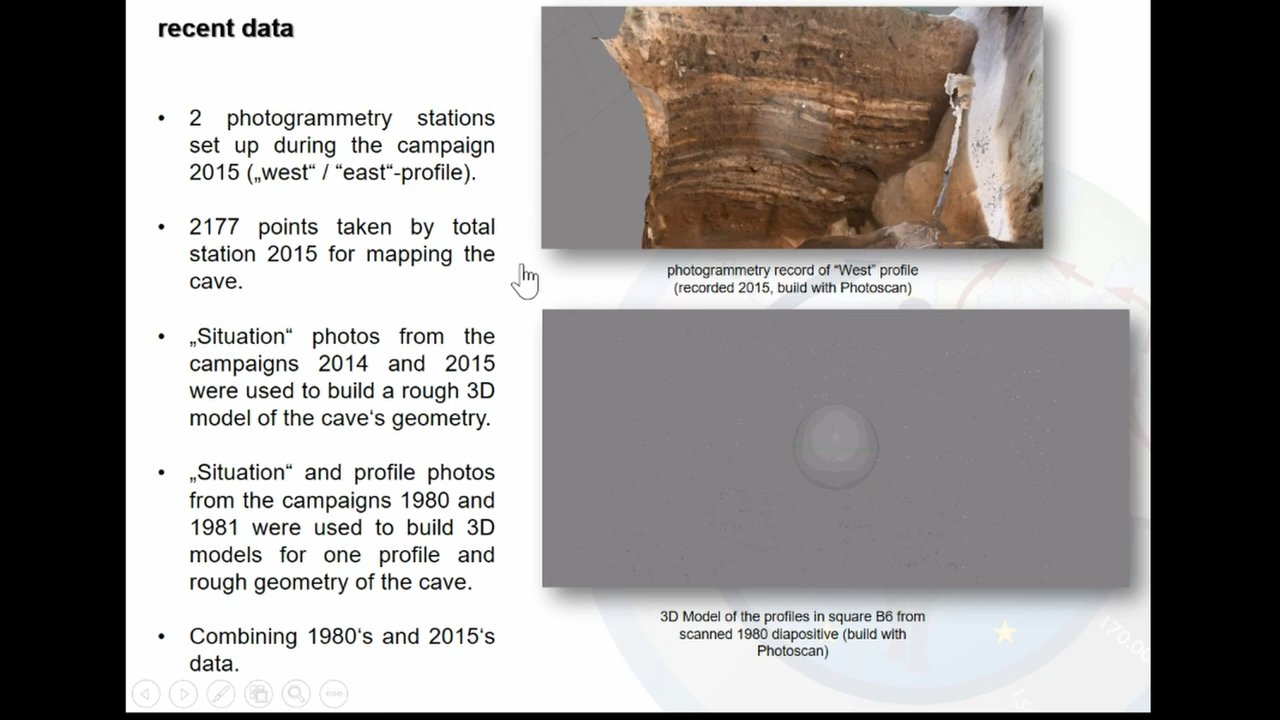 recent data
• 2 photogrammetry stations
set up during the campaign
2015 („west“ / “east“-profile).
• 2177 points taken by total
station 2015 for mapping the
cave.
• „Situation“ photos from the
campaigns 2014 and 2015
were used to build a rough 3D
model of the cave‘s geometry.
• „Situation“ and profile photos
from the campaigns 1980 and
1981 were used to build 3D
models for one profile and
rough geometry of the cave.
• Combining 1980‘s and 2015‘s
data.
photogrammetry record of “West” profile
(recorded 2015, build with Photoscan)
3D Model of the profiles in square B6 from
scanned 1980 diapositive (build with
Photoscan)